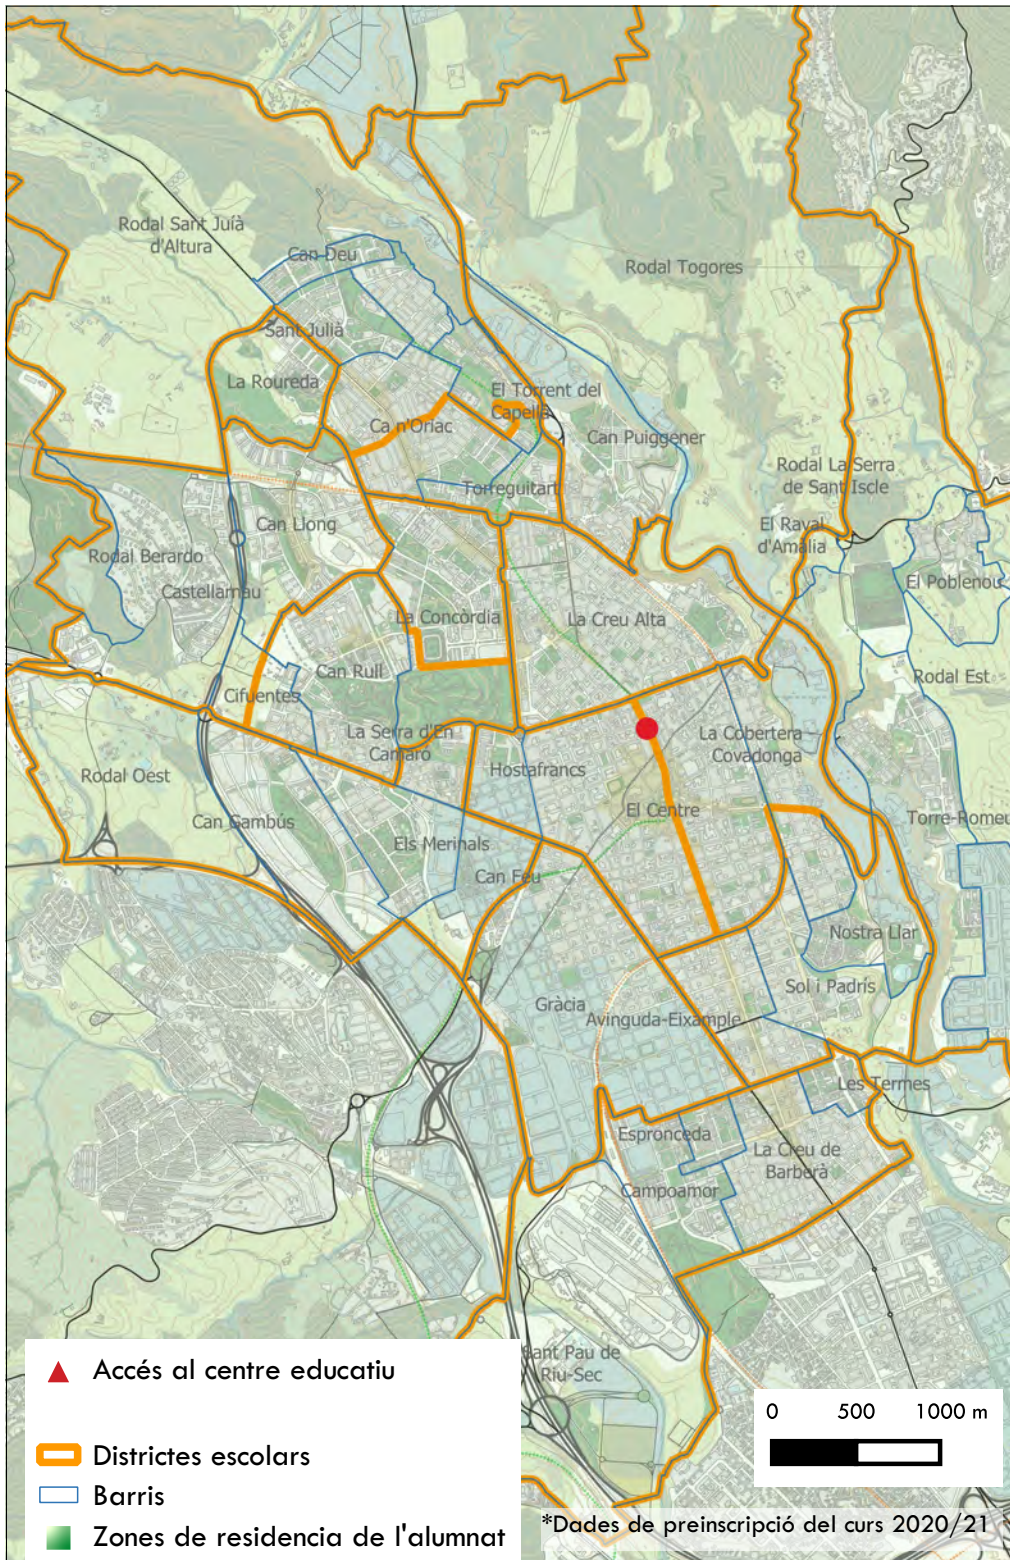 Rodal Sant Juíà
d'Altura
Can Deu
Rodal Togores
Sant Julià
La Roureda
El Torrent del
Capellà
Ca n'Oriac
Can Puiggener
Rodal La Serra
de Sant Iscle
Torreguitart
Can Llong
El Raval
d'Amàlia
Rodal Berardo
El Poblenou
Castellarnau
La Concòrdia
La Creu Alta
Can Rull
Rodal Est
Cifuentes
La Serra d'En
Camaró
La Cobertera
Covadonga
Rodal Oest
Hostafrancs
El Centre
Can Gambús
Torre-Romeu
Els Merinals
Can Feu
Nostra Llar
Sol i Padrís
Gràcia
Avinguda-Eixample
Les Termes
Espronceda
La Creu de
Barberà
Campoamor
Sant Pau de
Riu-Sec
Accés al centre educatiu
Districtes escolars
Barris
Zones de residencia de l'alumnat
0 500 1000 m
*Dades de preinscripció del curs 2020/21